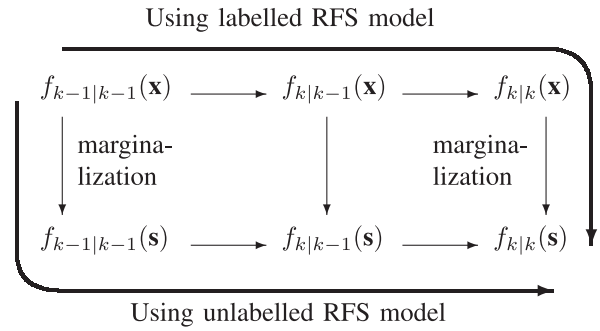 Using labelled RFS model
f_{k−1|k−1}(x) f_{k|k−1}(x) f_{k|k}(x)
margina- margina-
lization lization
f_{k−1|k−1}(s) f_{k|k−1}(s) f_{k|k}(s)
Using unlabelled RFS model